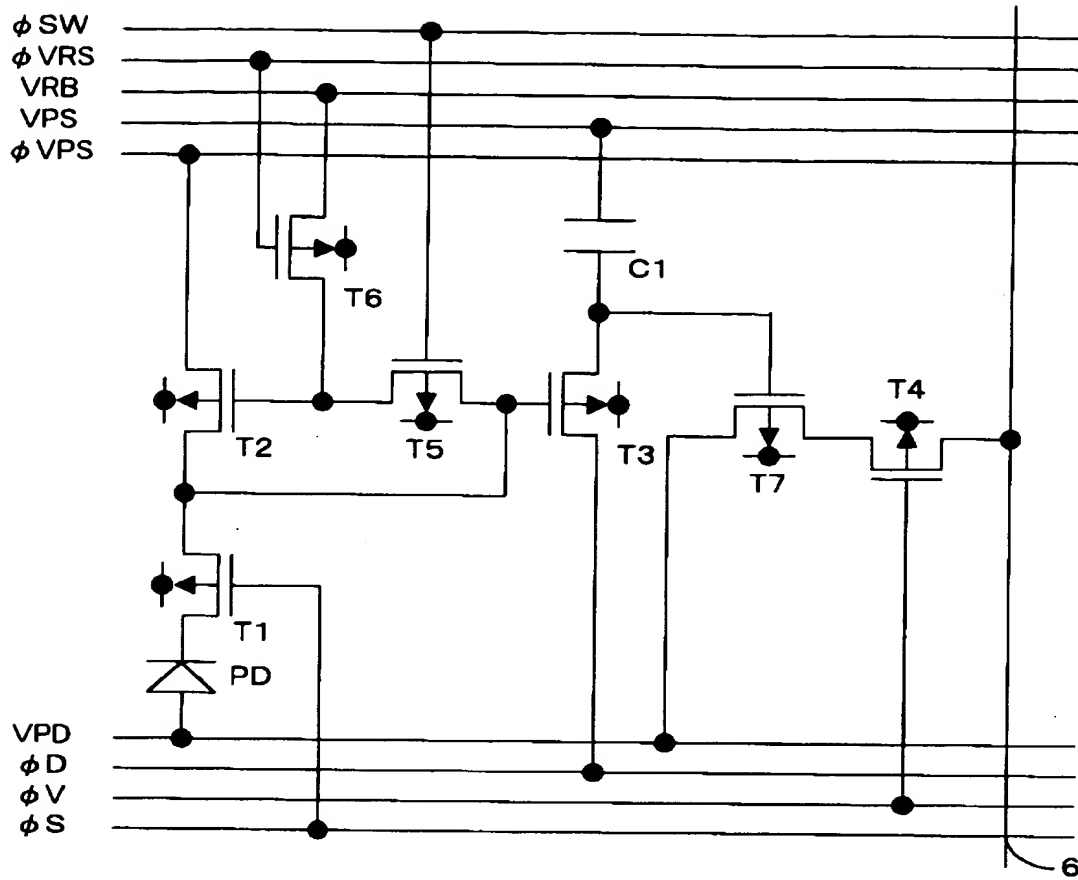 φSW
φVRS
VRB
VPS
φVPS
C1
T6
T4
T2
T5
T3
T7
T1
PD
VPD
φD
φV
φS
6